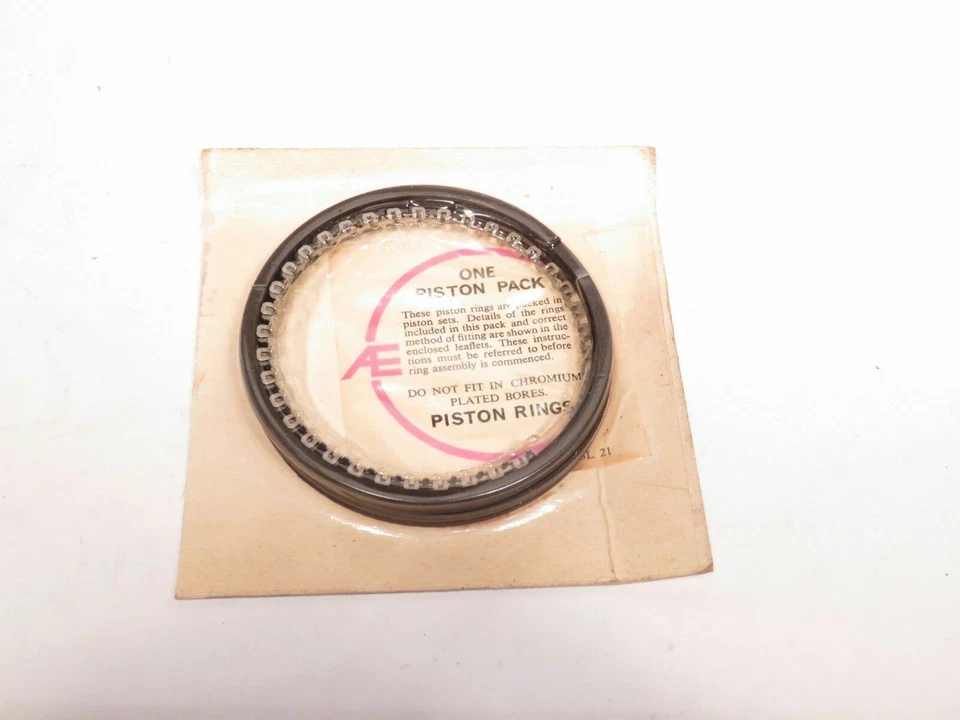 ONE
PISTON PACK
These piston rings are packed in
piston sets. Details of the rings
included in this pack and correct
method of fitting are shown in the
enclosed leaflets. These instruc-
tions must be referred to before
ring assembly is commenced.
Æ
DO NOT FIT IN CHROMIUM
PLATED BORES.
PISTON RINGS
21